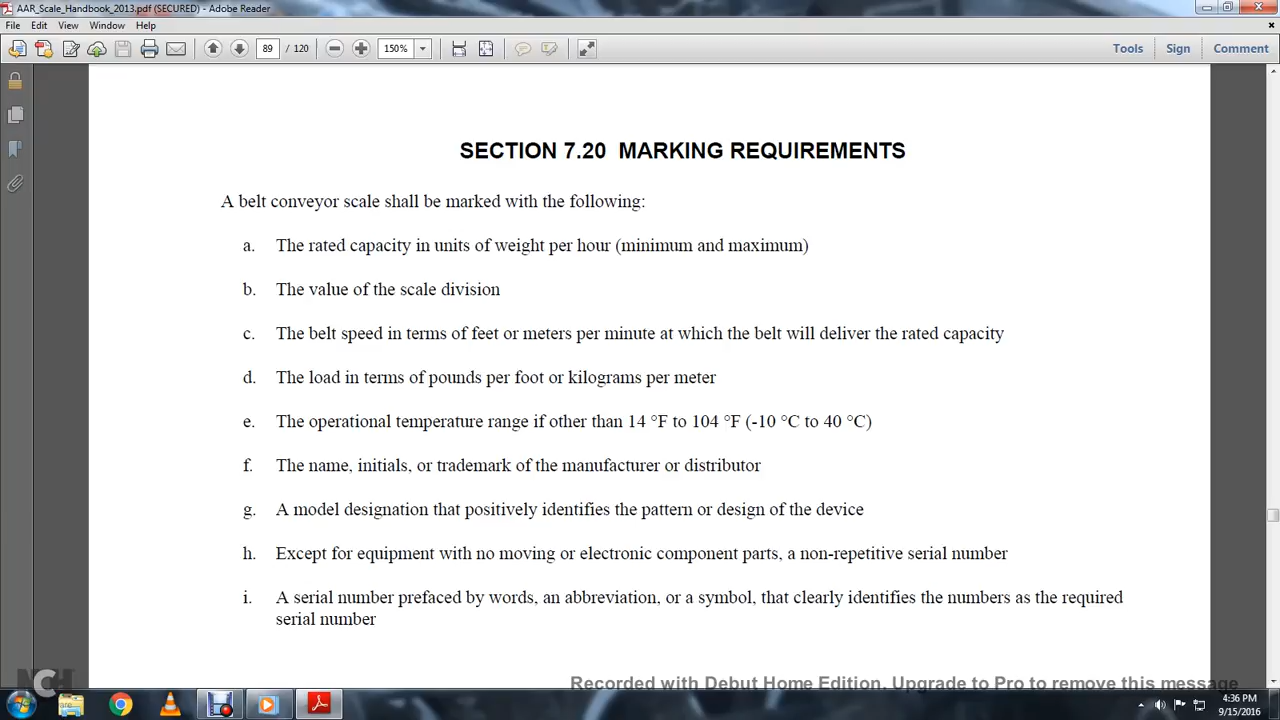 AAR_Scale_Handbook_2013.pdf (SECURED) - Adobe Reader
File Edit View Window Help
89 / 120 150% Tools Sign Comment
SECTION 7.20 MARKING REQUIREMENTS
A belt conveyor scale shall be marked with the following:
a. The rated capacity in units of weight per hour (minimum and maximum)
b. The value of the scale division
c. The belt speed in terms of feet or meters per minute at which the belt will deliver the rated capacity
d. The load in terms of pounds per foot or kilograms per meter
e. The operational temperature range if other than 14 °F to 104 °F (-10 °C to 40 °C)
f. The name, initials, or trademark of the manufacturer or distributor
g. A model designation that positively identifies the pattern or design of the device
h. Except for equipment with no moving or electronic component parts, a non-repetitive serial number
i. A serial number prefaced by words, an abbreviation, or a symbol, that clearly identifies the numbers as the required
serial number
Recorded with Debut Home Edition. Upgrade to Pro to remove this message
4:36 PM
9/15/2016